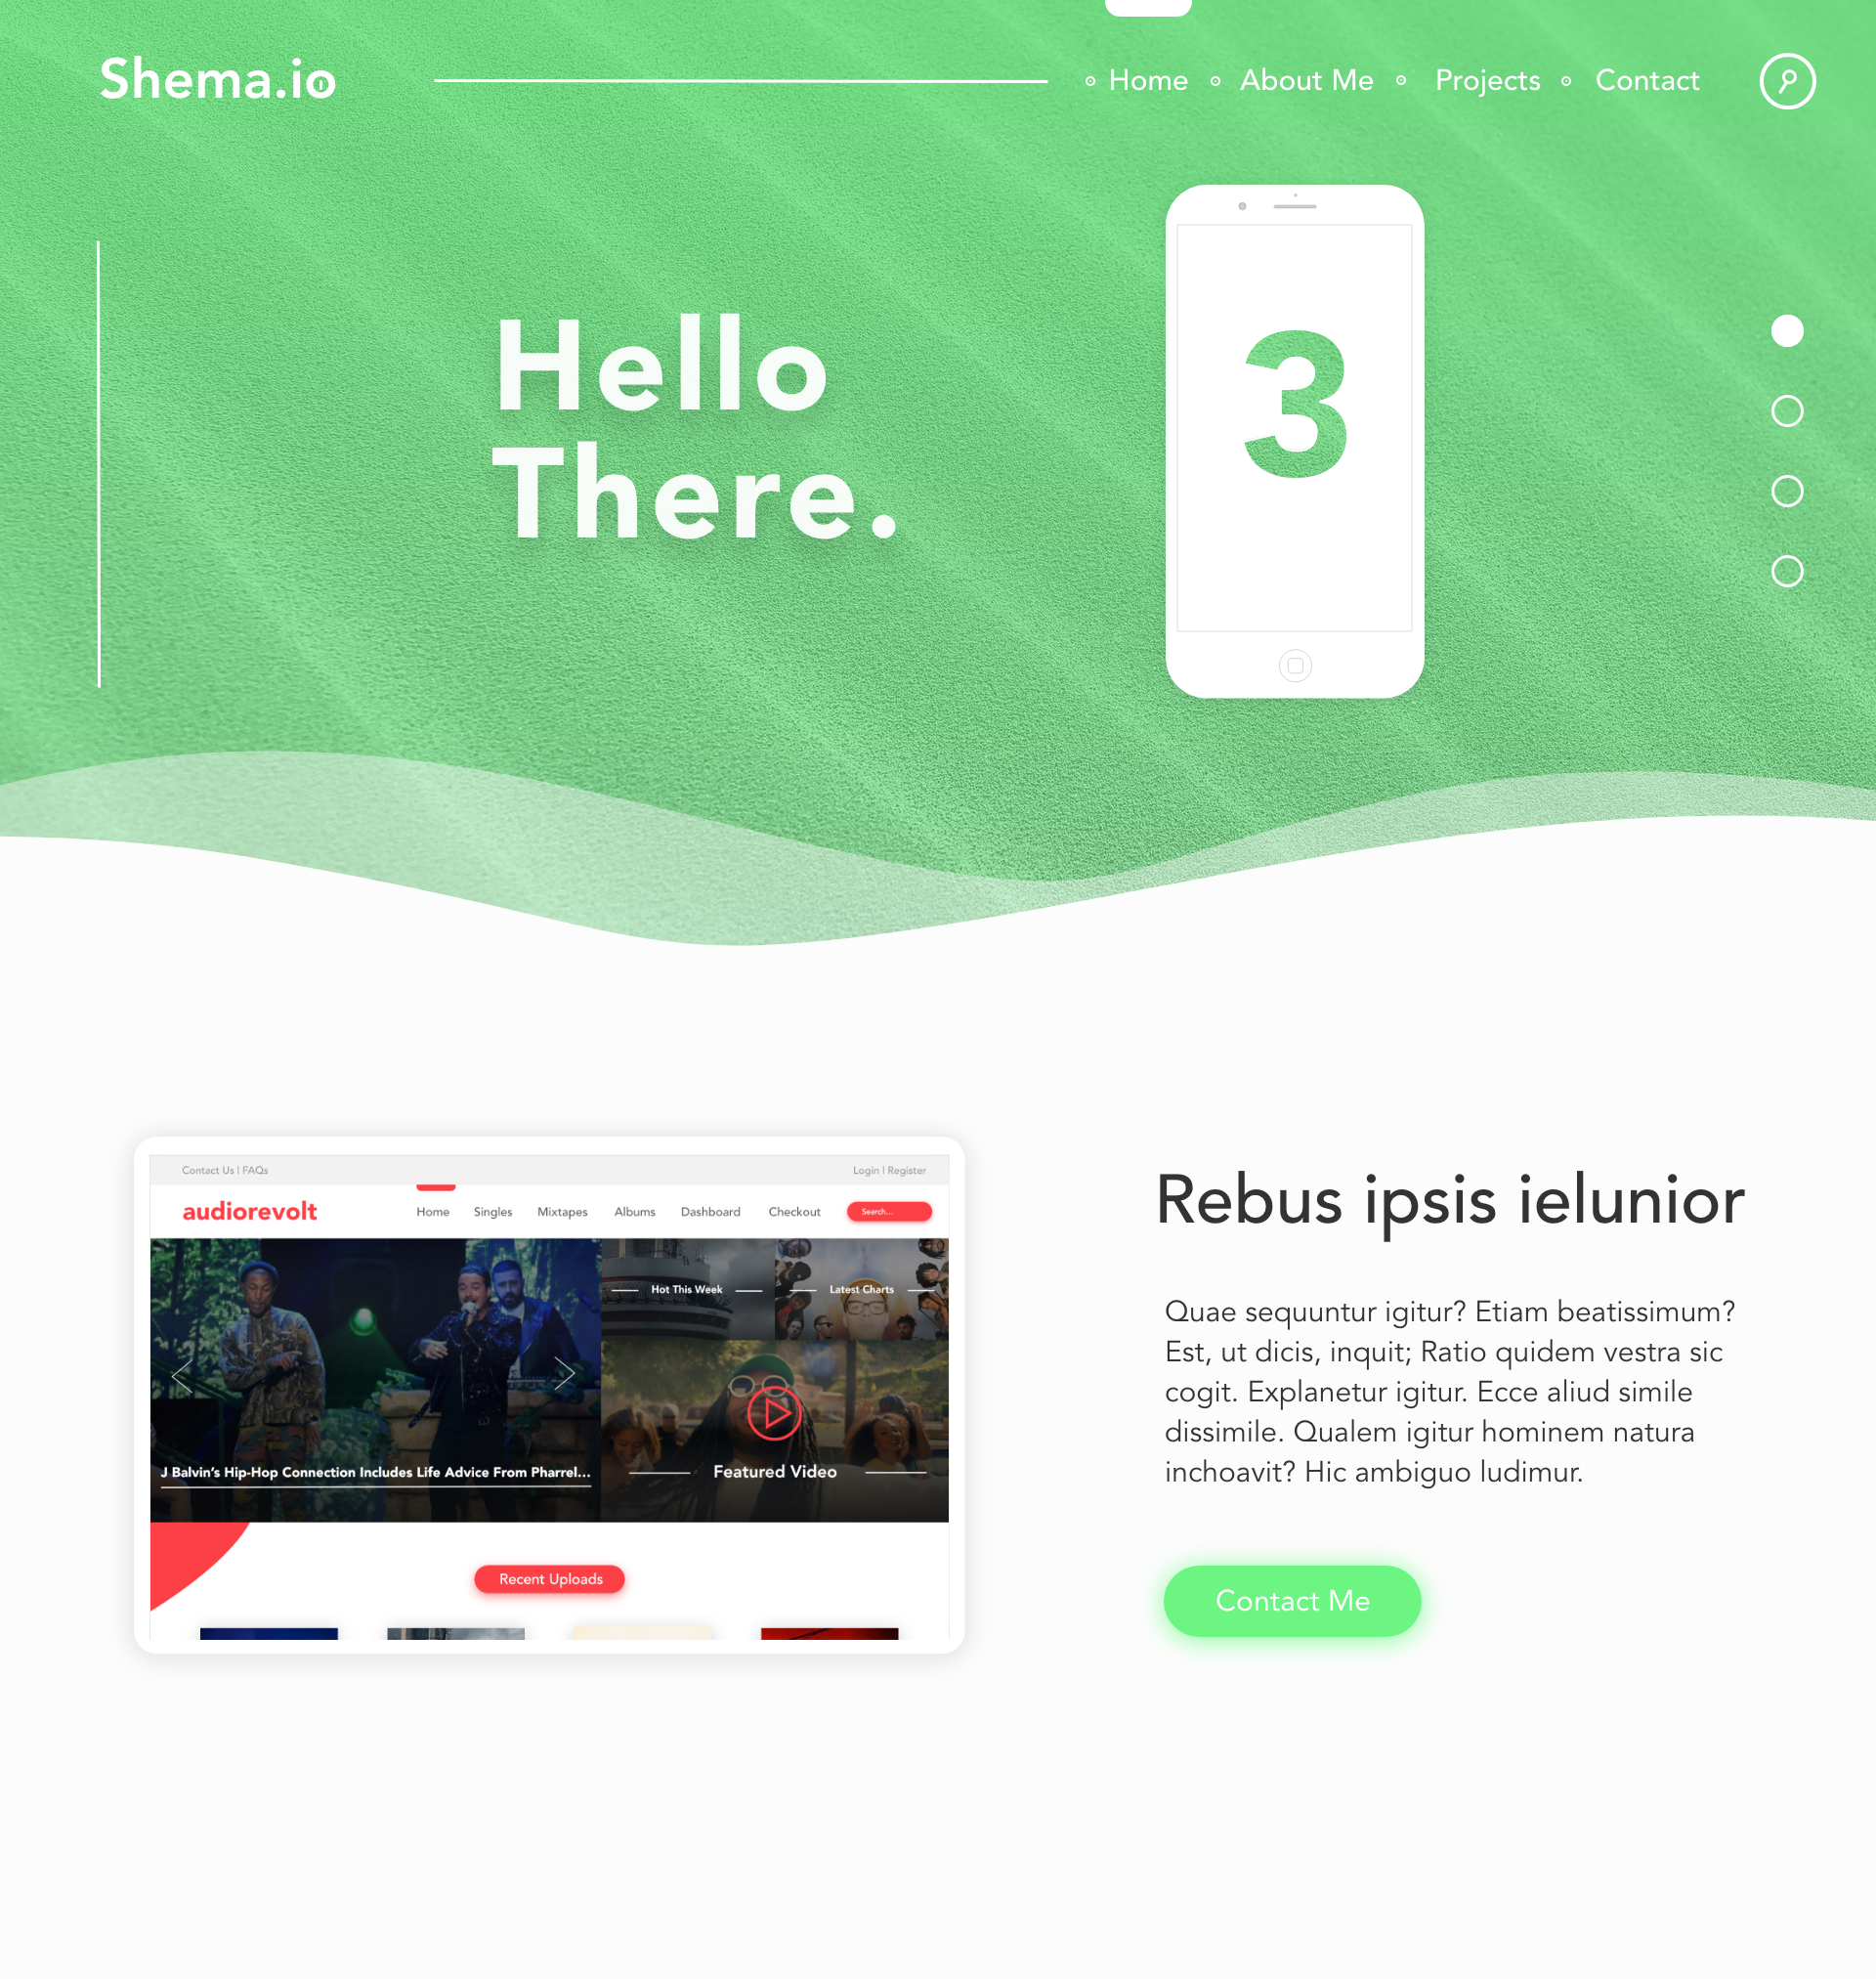 Shema.io
Home About Me Projects Contact
Hello
There.
3
Contact Us | FAQs
Login | Register
audiorevolt
Home Singles Mixtapes Albums Dashboard Checkout
Search...
Hot This Week
Latest Charts
J Balvin's Hip-Hop Connection Includes Life Advice From Pharrel...
Featured Video
Recent Uploads
Rebus ipsis ielunior
Quae sequuntur igitur? Etiam beatissimum?
Est, ut dicis, inquit; Ratio quidem vestra sic
cogit. Explanetur igitur. Ecce aliud simile
dissimile. Qualem igitur hominem natura
inchoavit? Hic ambiguo ludimur.
Contact Me